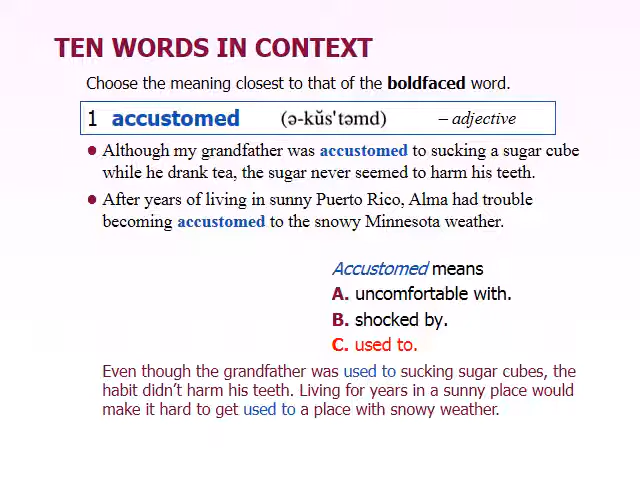 TEN WORDS IN CONTEXT
Choose the meaning closest to that of the boldfaced word.
1 accustomed (ə-kŭs'təmd) – adjective
• Although my grandfather was accustomed to sucking a sugar cube
while he drank tea, the sugar never seemed to harm his teeth.
• After years of living in sunny Puerto Rico, Alma had trouble
becoming accustomed to the snowy Minnesota weather.
Accustomed means
A. uncomfortable with.
B. shocked by.
C. used to.
Even though the grandfather was used to sucking sugar cubes, the
habit didn’t harm his teeth. Living for years in a sunny place would
make it hard to get used to a place with snowy weather.